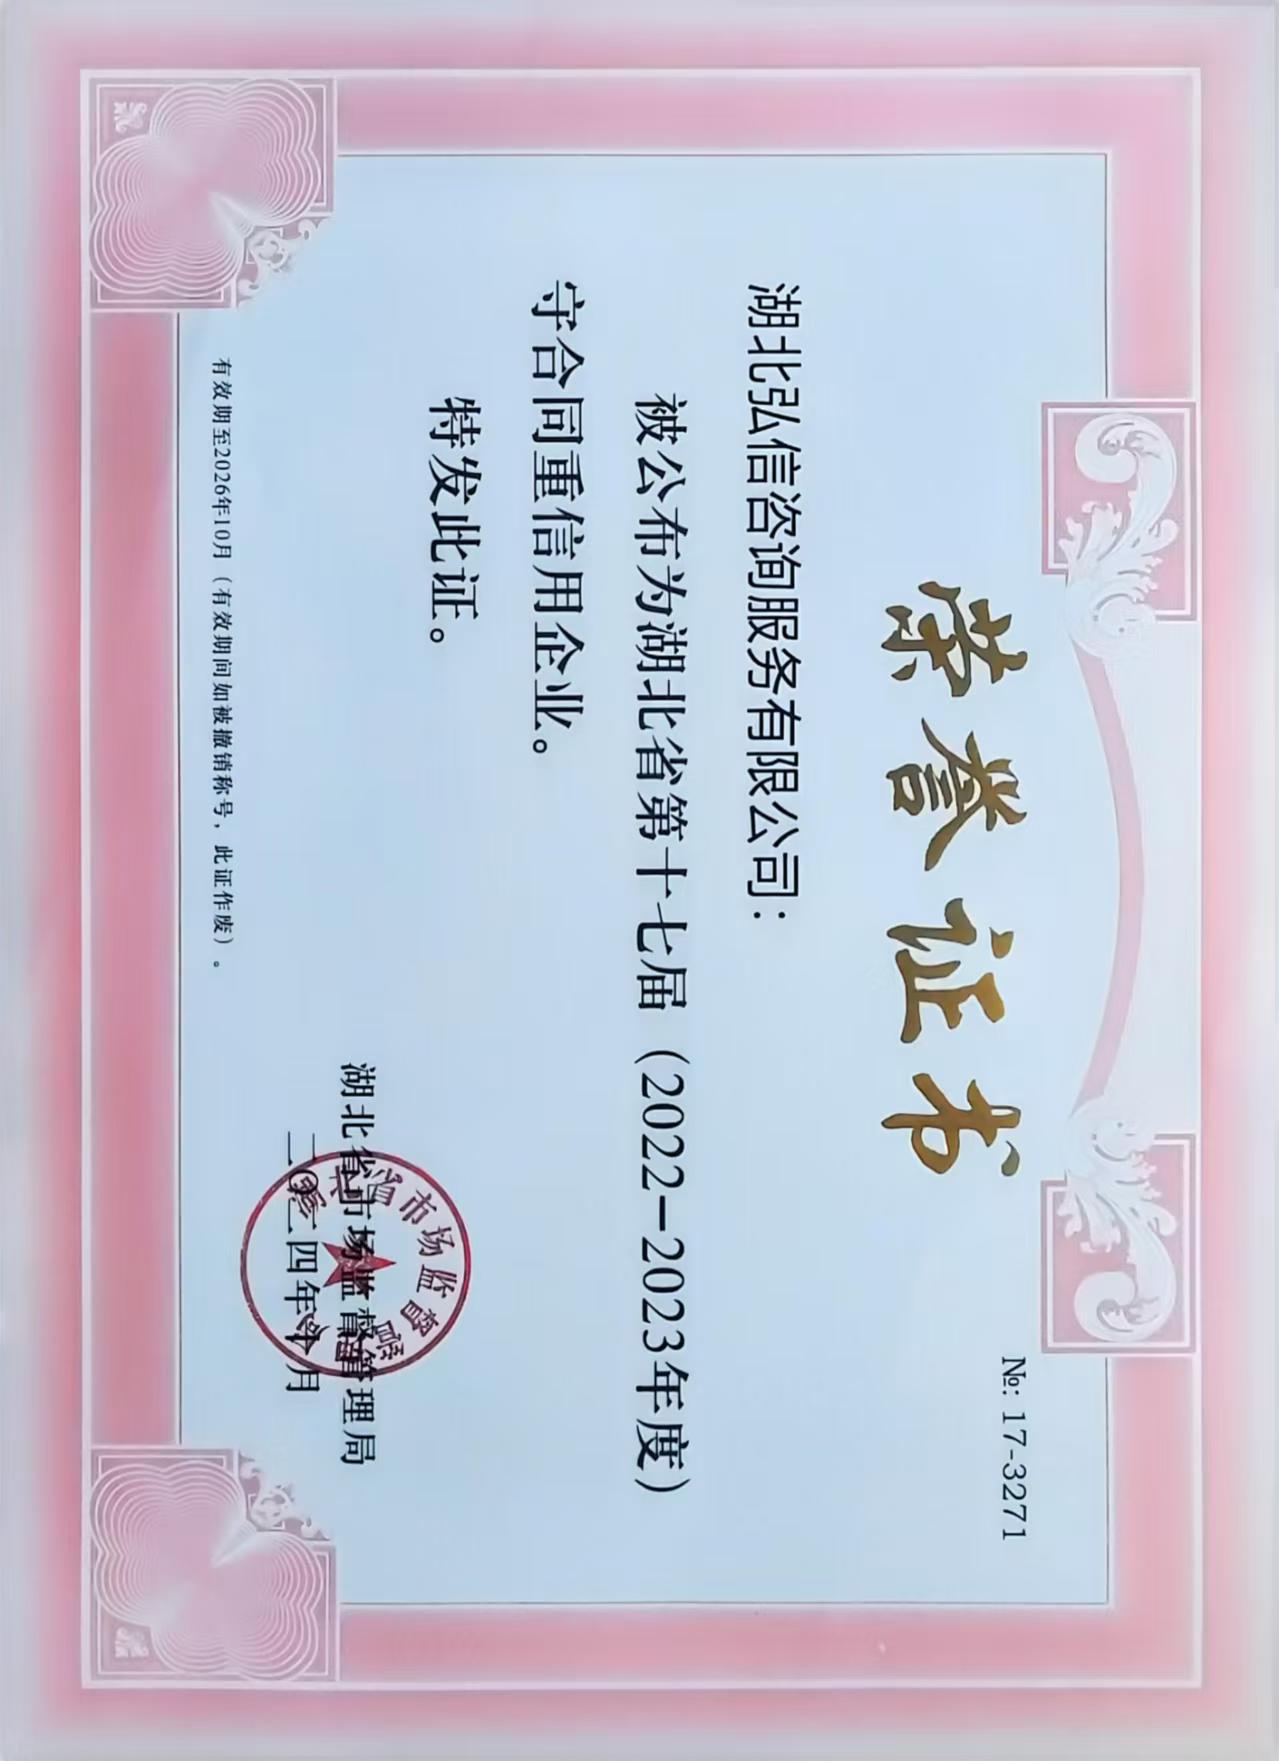 №: 17-3271
荣誉证书
湖北弘信咨询服务有限公司：
被公布为湖北省第十七届（2022-2023年度）
守合同重信用企业。
特发此证。
湖北省市场监督管理局
二〇二四年十月
有效期至2026年10月（有效期间如被撤销称号，此证作废）。